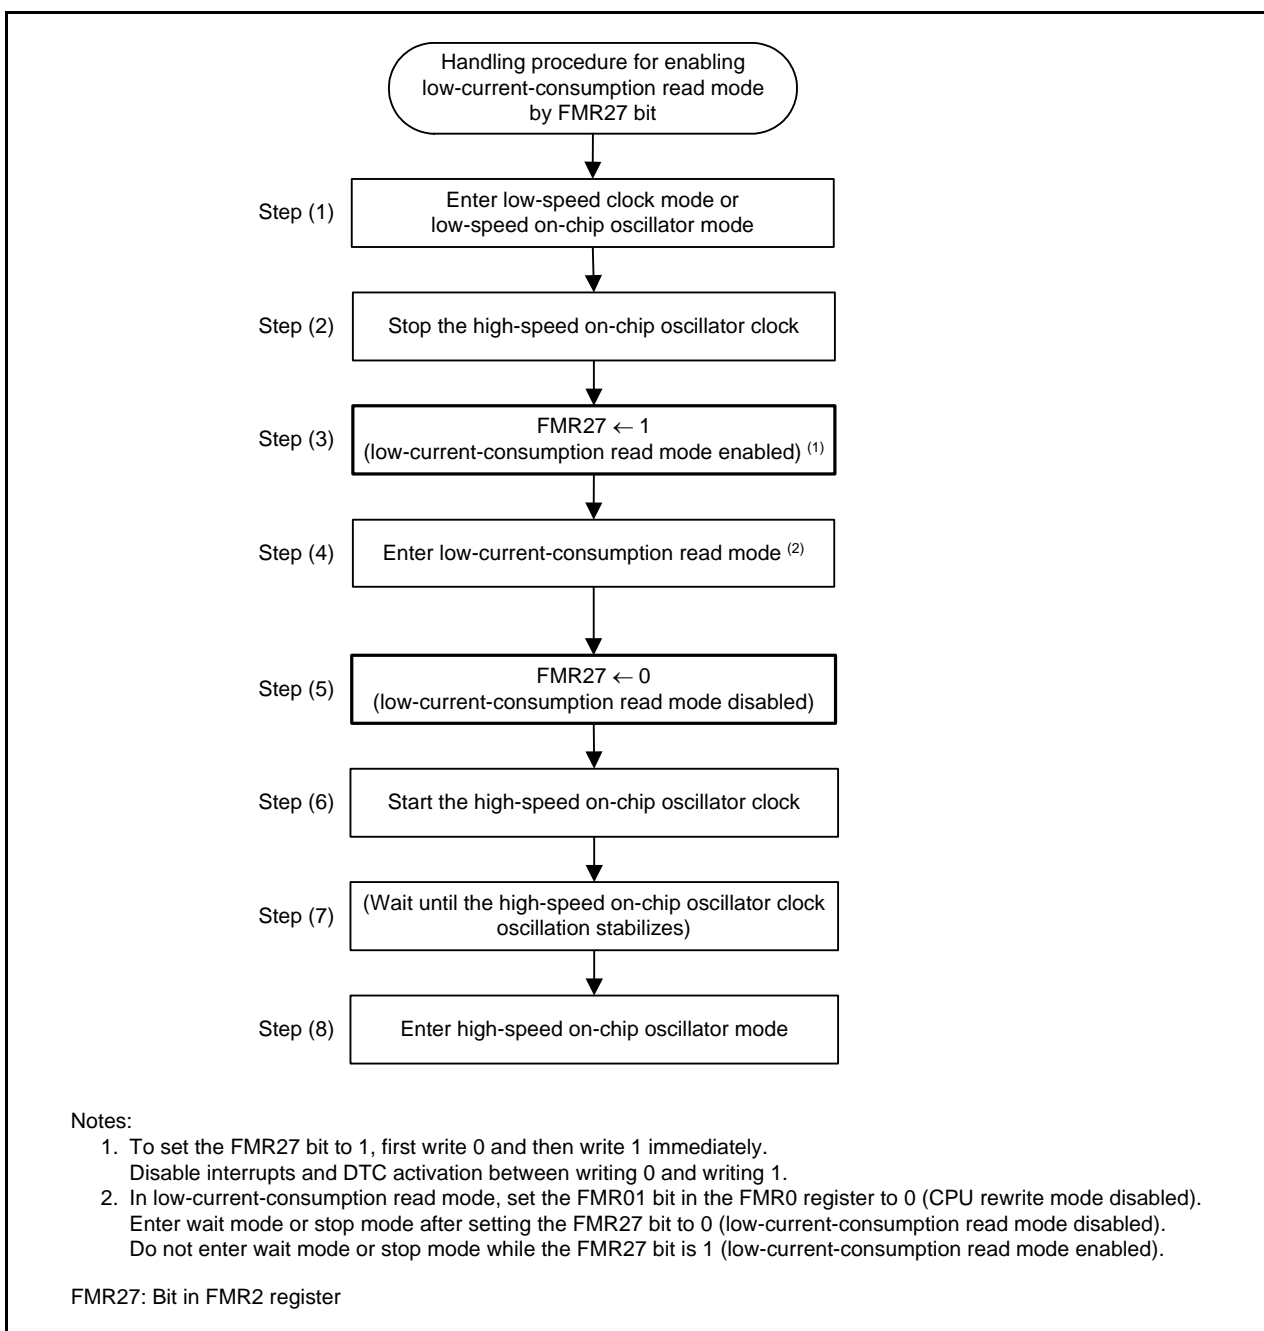 Handling procedure for enabling
low-current-consumption read mode
by FMR27 bit
Step (1)
Enter low-speed clock mode or
low-speed on-chip oscillator mode
Step (2)
Stop the high-speed on-chip oscillator clock
Step (3)
FMR27 ← 1
(low-current-consumption read mode enabled) (1)
Step (4)
Enter low-current-consumption read mode (2)
Step (5)
FMR27 ← 0
(low-current-consumption read mode disabled)
Step (6)
Start the high-speed on-chip oscillator clock
Step (7)
(Wait until the high-speed on-chip oscillator clock
oscillation stabilizes)
Step (8)
Enter high-speed on-chip oscillator mode
Notes:
1. To set the FMR27 bit to 1, first write 0 and then write 1 immediately.
Disable interrupts and DTC activation between writing 0 and writing 1.
2. In low-current-consumption read mode, set the FMR01 bit in the FMR0 register to 0 (CPU rewrite mode disabled).
Enter wait mode or stop mode after setting the FMR27 bit to 0 (low-current-consumption read mode disabled).
Do not enter wait mode or stop mode while the FMR27 bit is 1 (low-current-consumption read mode enabled).
FMR27: Bit in FMR2 register